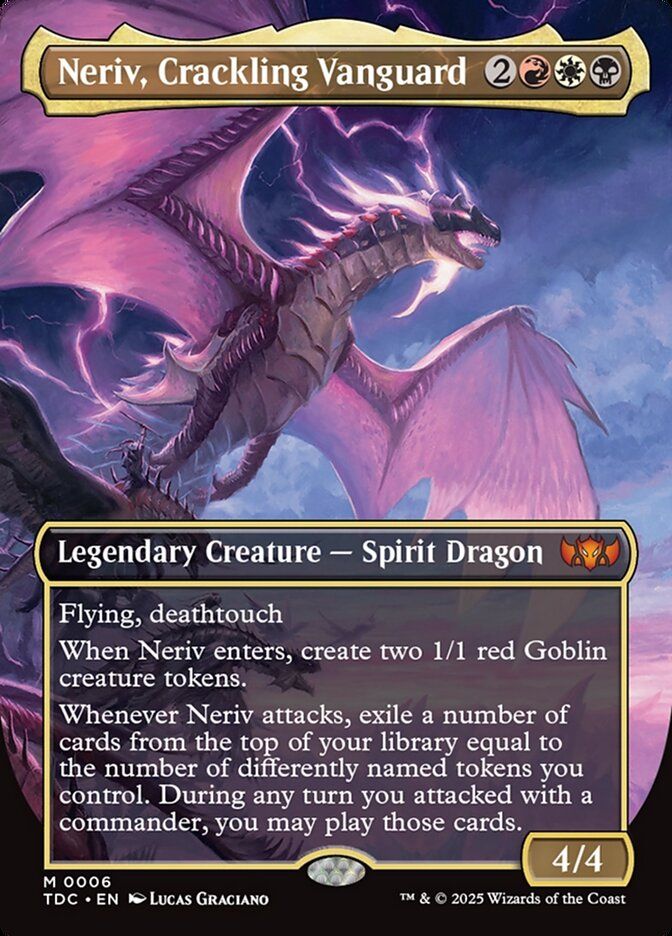 Neriv, Crackling Vanguard 2
Legendary Creature — Spirit Dragon
Flying, deathtouch
When Neriv enters, create two 1/1 red Goblin
creature tokens.
Whenever Neriv attacks, exile a number of
cards from the top of your library equal to
the number of differently named tokens you
control. During any turn you attacked with a
commander, you may play those cards.
4/4
M 0006
TDC • EN Lucas Graciano
™ & © 2025 Wizards of the Coast